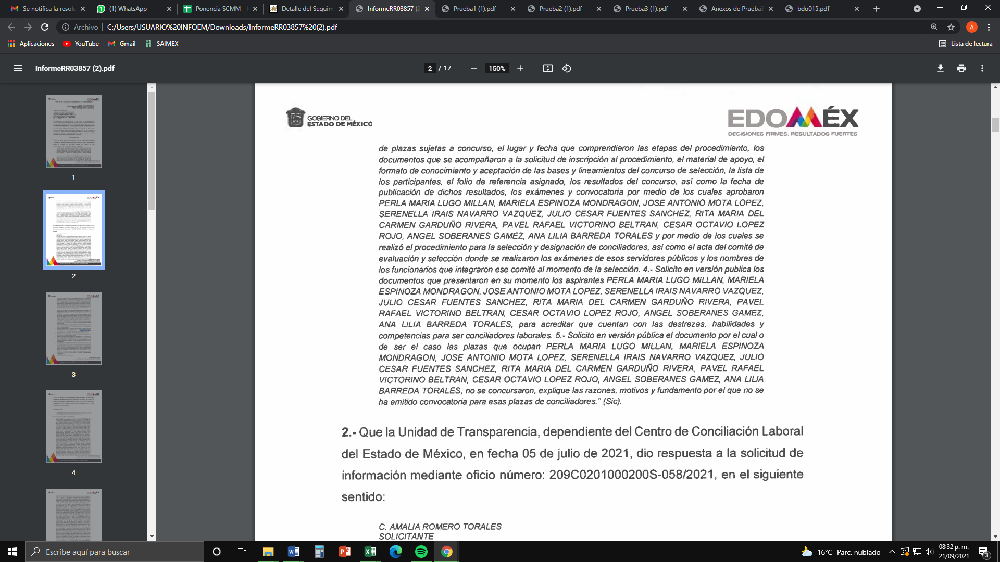 Se notifica la resolu
(1) WhatsApp
Ponencia SCMM -
Detalle del Seguim
InformeRR03857 (2
Prueba1 (1).pdf
Prueba2 (1).pdf
Prueba3 (1).pdf
Anexos de Prueba3
bdo015.pdf
Archivo
C:/Users/USUARIO%20INFOEM/Downloads/InformeRR03857%20(2).pdf
A
Aplicaciones
YouTube
Gmail
SAIMEX
Lista de lectura
InformeRR03857 (2).pdf
2 / 17
150%
1
2
3
4
GOBIERNO DEL
ESTADO DE MÉXICO
EDOMÉX
DECISIONES FIRMES. RESULTADOS FUERTES
de plazas sujetas a concurso, el lugar y fecha que comprendieron las etapas del procedimiento, los
documentos que se acompañaron a la solicitud de inscripción al procedimiento, el material de apoyo, el
formato de conocimiento y aceptación de las bases y lineamientos del concurso de selección, la lista de
los participantes, el folio de referencia asignado, los resultados del concurso, así como la fecha de
publicación de dichos resultados, los exámenes y convocatoria por medio de los cuales aprobaron
PERLA MARIA LUGO MILLAN, MARIELA ESPINOZA MONDRAGON, JOSE ANTONIO MOTA LOPEZ,
SERENELLA IRAIS NAVARRO VAZQUEZ, JULIO CESAR FUENTES SANCHEZ, RITA MARIA DEL
CARMEN GARDUÑO RIVERA, PAVEL RAFAEL VICTORINO BELTRAN, CESAR OCTAVIO LOPEZ
ROJO, ANGEL SOBERANES GAMEZ, ANA LILIA BARREDA TORALES y por medio de los cuales se
realizó el procedimiento para la selección y designación de conciliadores, así como el acta del comité de
evaluación y selección donde se realizaron los exámenes de esos servidores públicos y los nombres de
los funcionarios que integraron ese comité al momento de la selección. 4.- Solicito en versión publica los
documentos que presentaron en su momento los aspirantes PERLA MARIA LUGO MILLAN, MARIELA
ESPINOZA MONDRAGON, JOSE ANTONIO MOTA LOPEZ, SERENELLA IRAIS NAVARRO VAZQUEZ,
JULIO CESAR FUENTES SANCHEZ, RITA MARIA DEL CARMEN GARDUÑO RIVERA, PAVEL
RAFAEL VICTORINO BELTRAN, CESAR OCTAVIO LOPEZ ROJO, ANGEL SOBERANES GAMEZ,
ANA LILIA BARREDA TORALES, para acreditar que cuentan con las destrezas, habilidades y
competencias para ser conciliadores laborales. 5.- Solicito en versión pública el documento por el cual o
de ser el caso las plazas que ocupan PERLA MARIA LUGO MILLAN, MARIELA ESPINOZA
MONDRAGON, JOSE ANTONIO MOTA LOPEZ, SERENELLA IRAIS NAVARRO VAZQUEZ, JULIO
CESAR FUENTES SANCHEZ, RITA MARIA DEL CARMEN GARDUÑO RIVERA, PAVEL RAFAEL
VICTORINO BELTRAN, CESAR OCTAVIO LOPEZ ROJO, ANGEL SOBERANES GAMEZ, ANA LILIA
BARREDA TORALES, no se concursaron, explique las razones, motivos y fundamento por el que no se
ha emitido convocatoria para esas plazas de conciliadores.” (Sic).
2.- Que la Unidad de Transparencia, dependiente del Centro de Conciliación Laboral
del Estado de México, en fecha 05 de julio de 2021, dio respuesta a la solicitud de
información mediante oficio número: 209C0201000200S-058/2021, en el siguiente
sentido:
C. AMALIA ROMERO TORALES
SOLICITANTE
Escribe aquí para buscar
16°C Parc. nublado
08:32 p. m.
21/09/2021
3